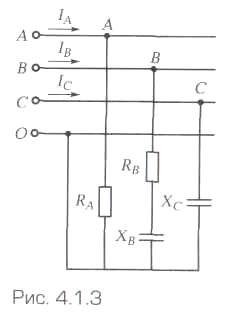 I_A A
A
I_B B
B
I_C C
C
O
R_B
R_A X_C
X_B
Рис. 4.1.3